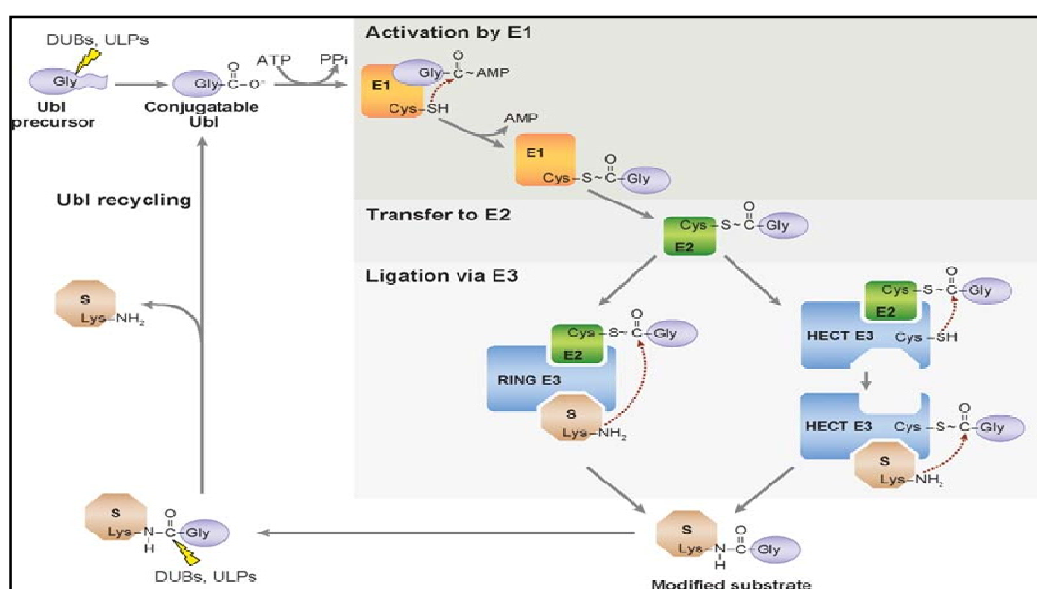 DUBs, ULPs
Gly
Ubl
precursor
Gly-C-O⁻
O
Conjugatable
Ubl
ATP
PPi
Activation by E1
E1
Gly-C~AMP
O
Cys-SH
AMP
E1
Cys-S~C-Gly
O
Transfer to E2
Cys-S~C-Gly
O
E2
Ligation via E3
Cys-S~C-Gly
O
E2
RING E3
S
Lys-NH₂
Cys-S~C-Gly
O
E2
HECT E3
Cys-SH
HECT E3
Cys-S~C-Gly
O
S
Lys-NH₂
S
Lys-N-C-Gly
O
H
Modified substrate
S
Lys-N-C-Gly
O
H
DUBs, ULPs
S
Lys-NH₂
Ubl recycling